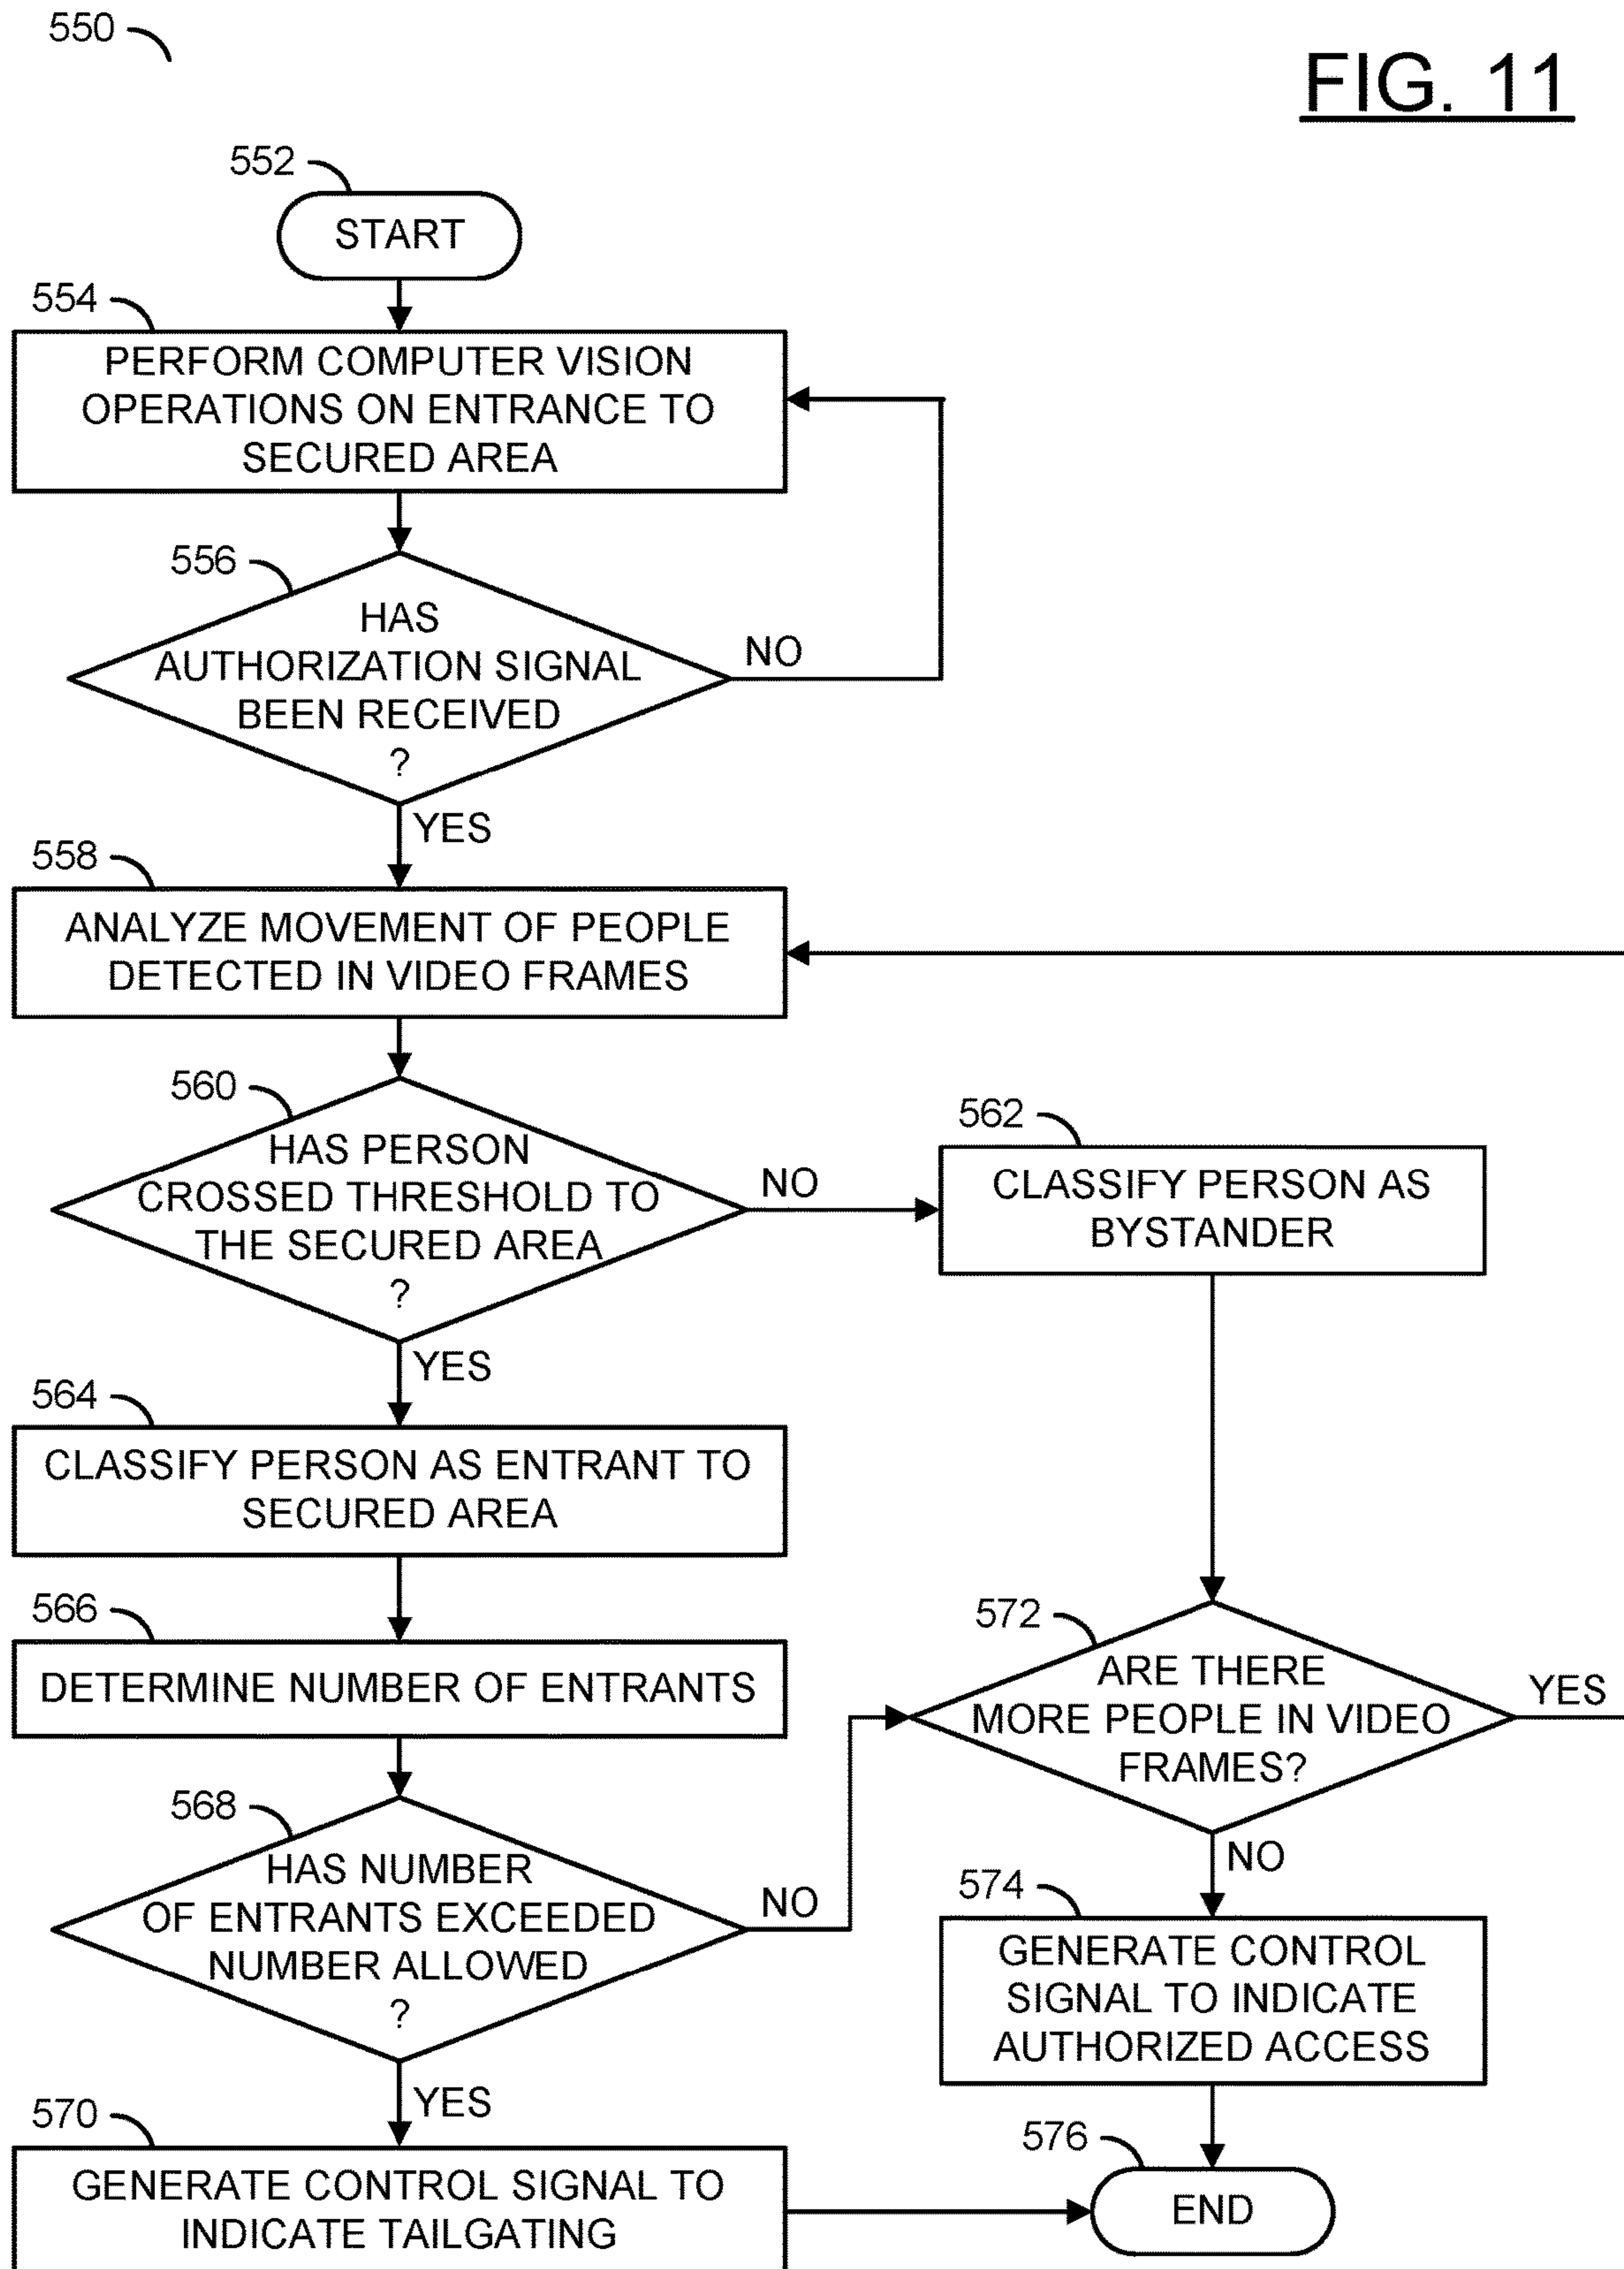 550
FIG. 11
552
START
554
PERFORM COMPUTER VISION
OPERATIONS ON ENTRANCE TO
SECURED AREA
556
HAS
AUTHORIZATION SIGNAL
BEEN RECEIVED
?
NO
YES
558
ANALYZE MOVEMENT OF PEOPLE
DETECTED IN VIDEO FRAMES
560
HAS PERSON
CROSSED THRESHOLD TO
THE SECURED AREA
?
NO
562
CLASSIFY PERSON AS
BYSTANDER
YES
564
CLASSIFY PERSON AS ENTRANT TO
SECURED AREA
566
DETERMINE NUMBER OF ENTRANTS
572
ARE THERE
MORE PEOPLE IN VIDEO
FRAMES?
YES
NO
568
HAS NUMBER
OF ENTRANTS EXCEEDED
NUMBER ALLOWED
?
NO
574
GENERATE CONTROL
SIGNAL TO INDICATE
AUTHORIZED ACCESS
YES
570
GENERATE CONTROL SIGNAL TO
INDICATE TAILGATING
576
END